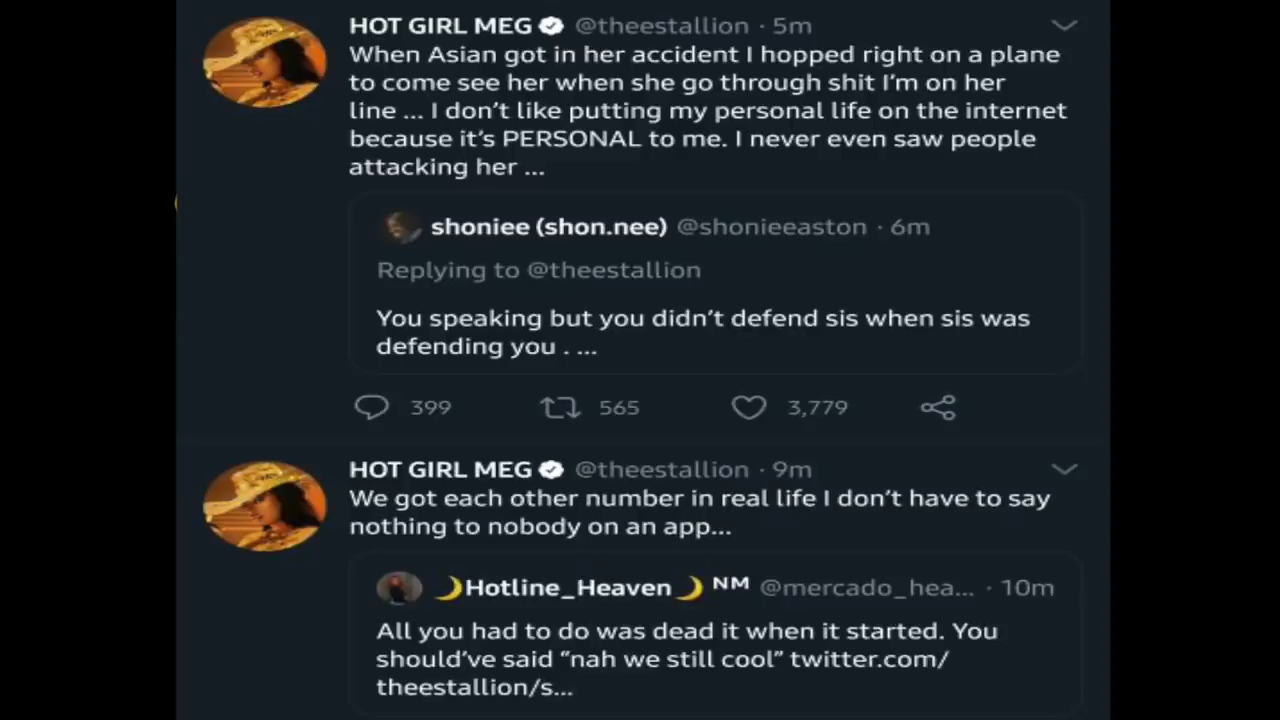 HOT GIRL MEG @theestallion · 5m
When Asian got in her accident I hopped right on a plane
to come see her when she go through shit I'm on her
line ... I don't like putting my personal life on the internet
because it's PERSONAL to me. I never even saw people
attacking her ...
shoniee (shon.nee) @shonieeaston · 6m
Replying to @theestallion
You speaking but you didn't defend sis when sis was
defending you . ...
399 565 3,779
HOT GIRL MEG @theestallion · 9m
We got each other number in real life I don't have to say
nothing to nobody on an app...
🌙Hotline_Heaven🌙 ᴺᴹ @mercado_hea... · 10m
All you had to do was dead it when it started. You
should've said “nah we still cool” twitter.com/
theestallion/s...